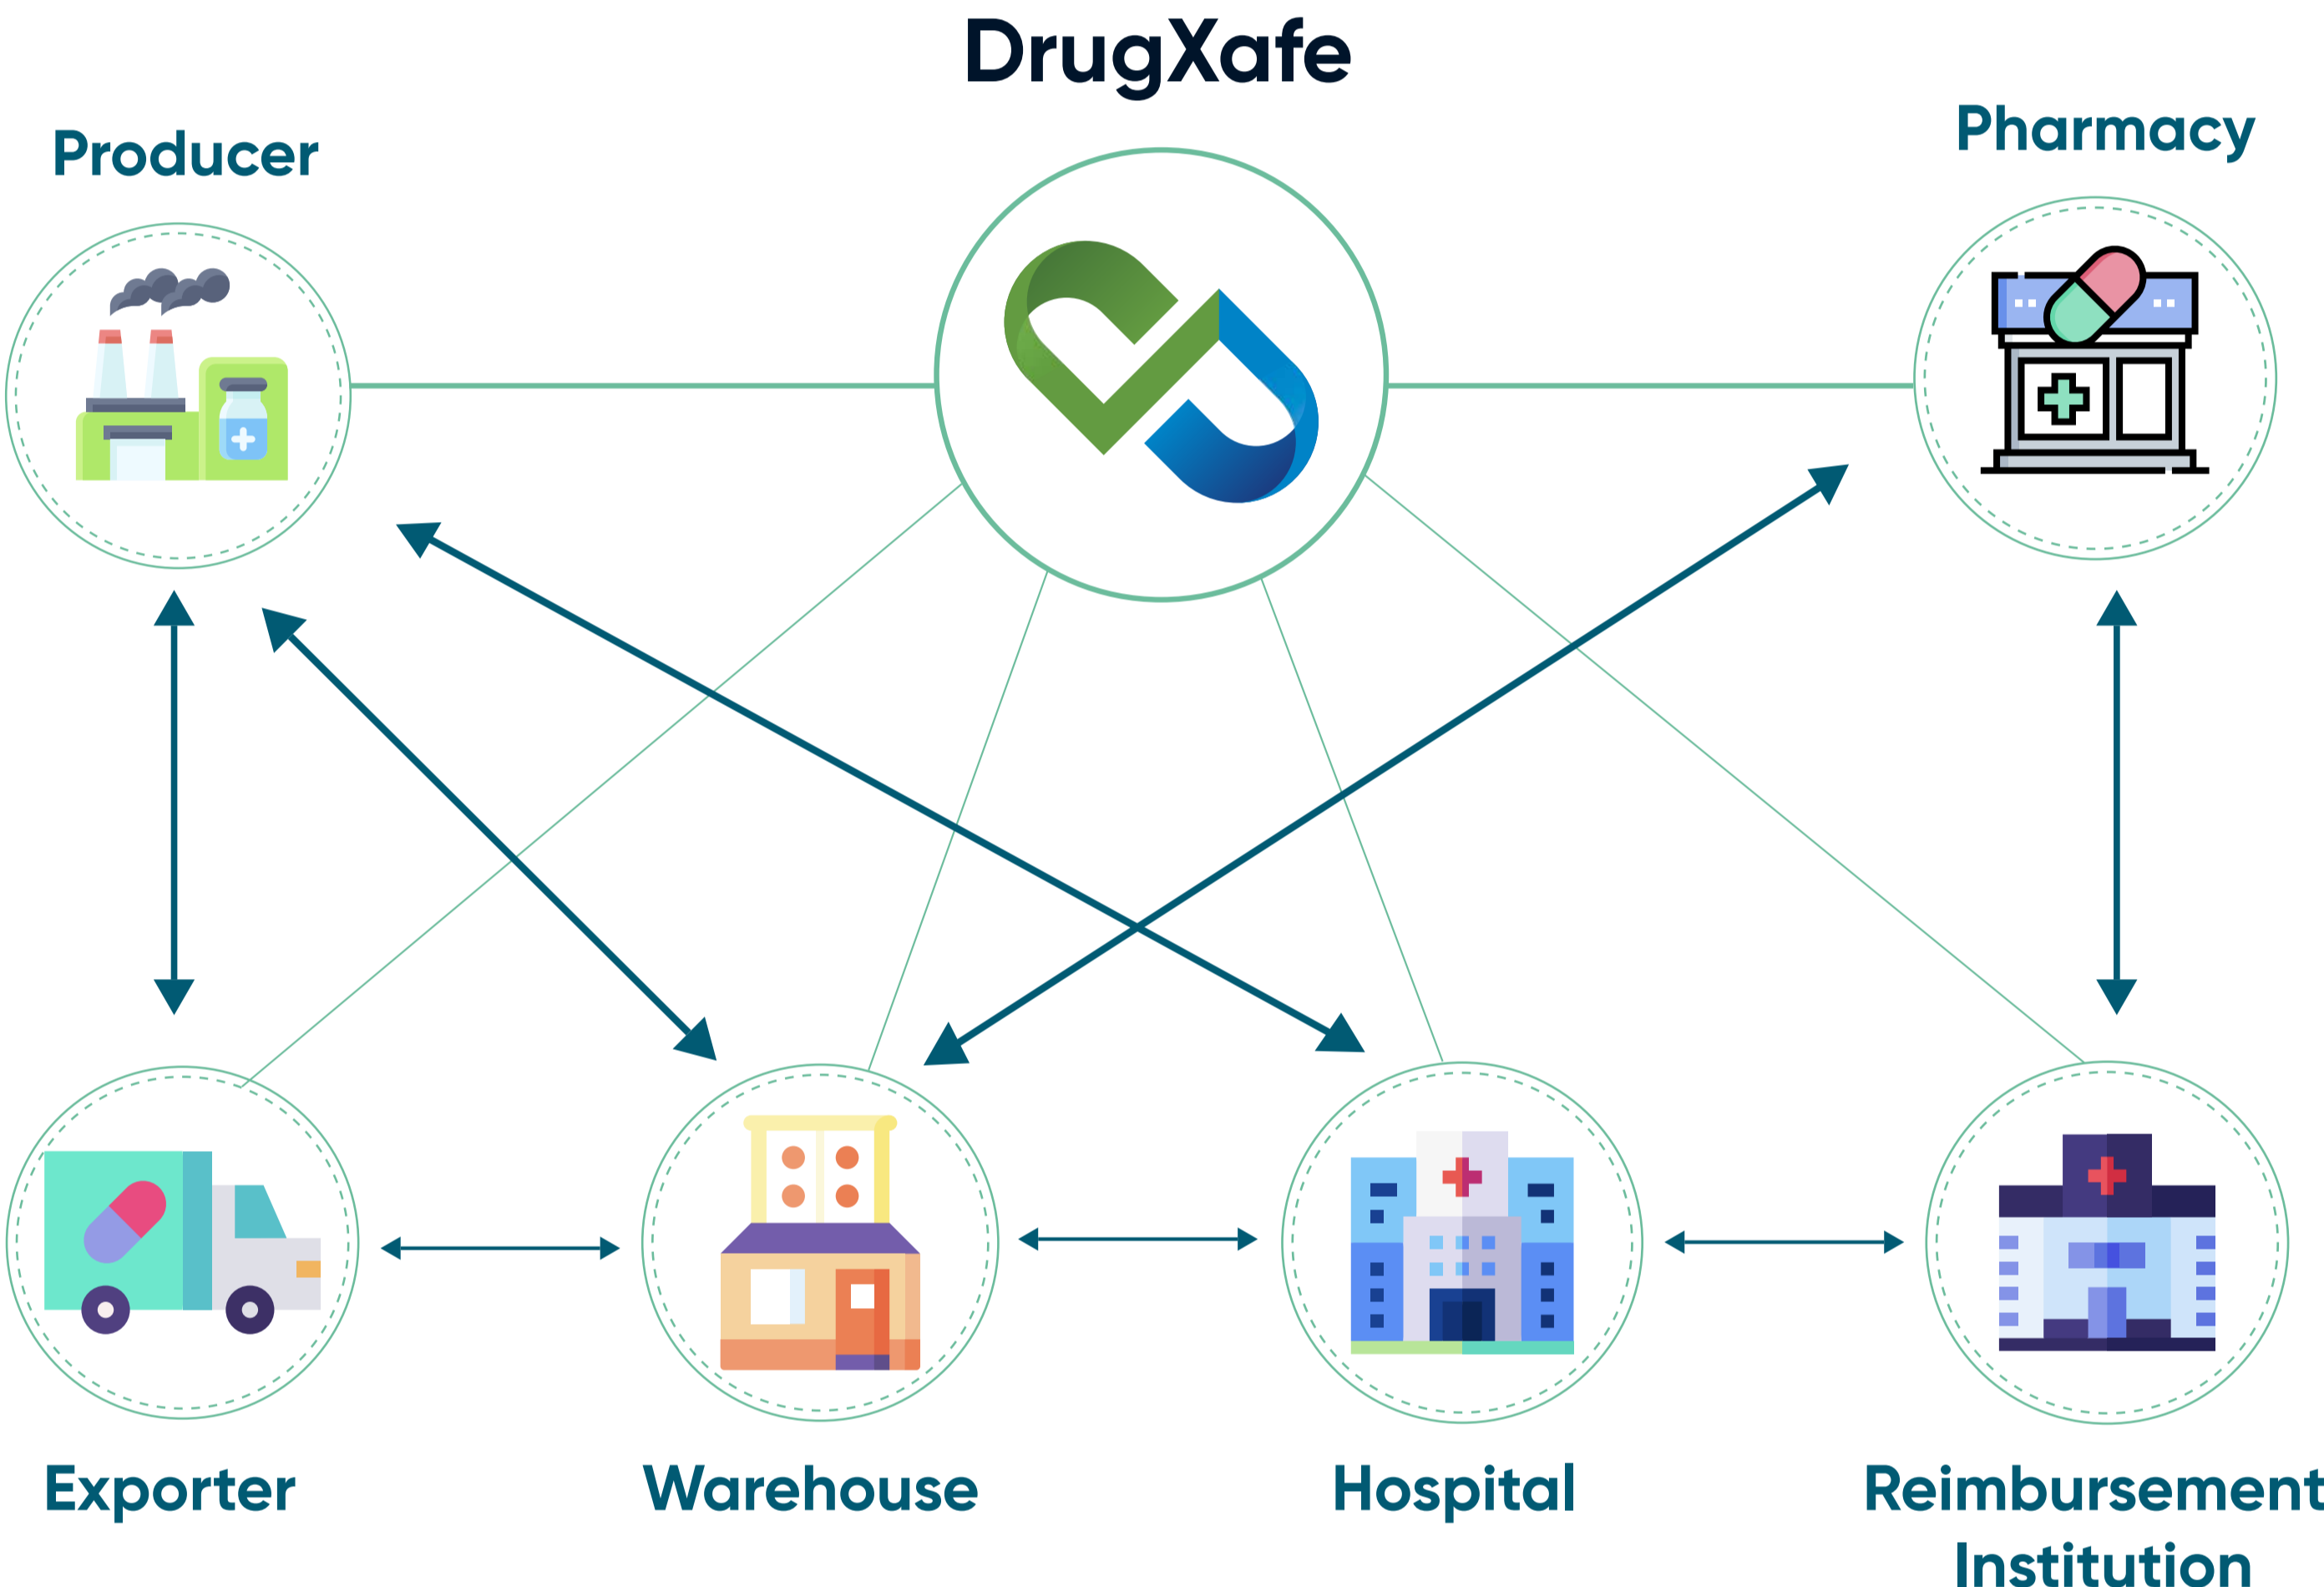 DrugXafe
Producer
Pharmacy
Exporter
Warehouse
Hospital
Reimbursement
Institution